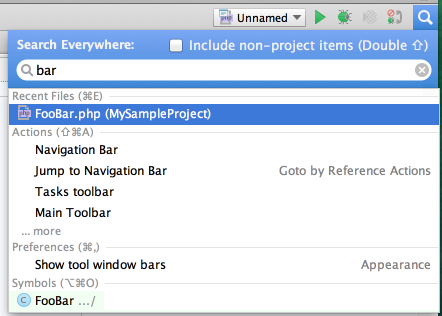 Unnamed
Search Everywhere: Include non-project items (Double ⇧)
bar
Recent Files (⌘E)
FooBar.php (MySampleProject)
Actions (⇧⌘A)
Navigation Bar
Jump to Navigation Bar Goto by Reference Actions
Tasks toolbar
Main Toolbar
... more
Preferences (⌘,)
Show tool window bars Appearance
Symbols (⌥⌘O)
FooBar .../